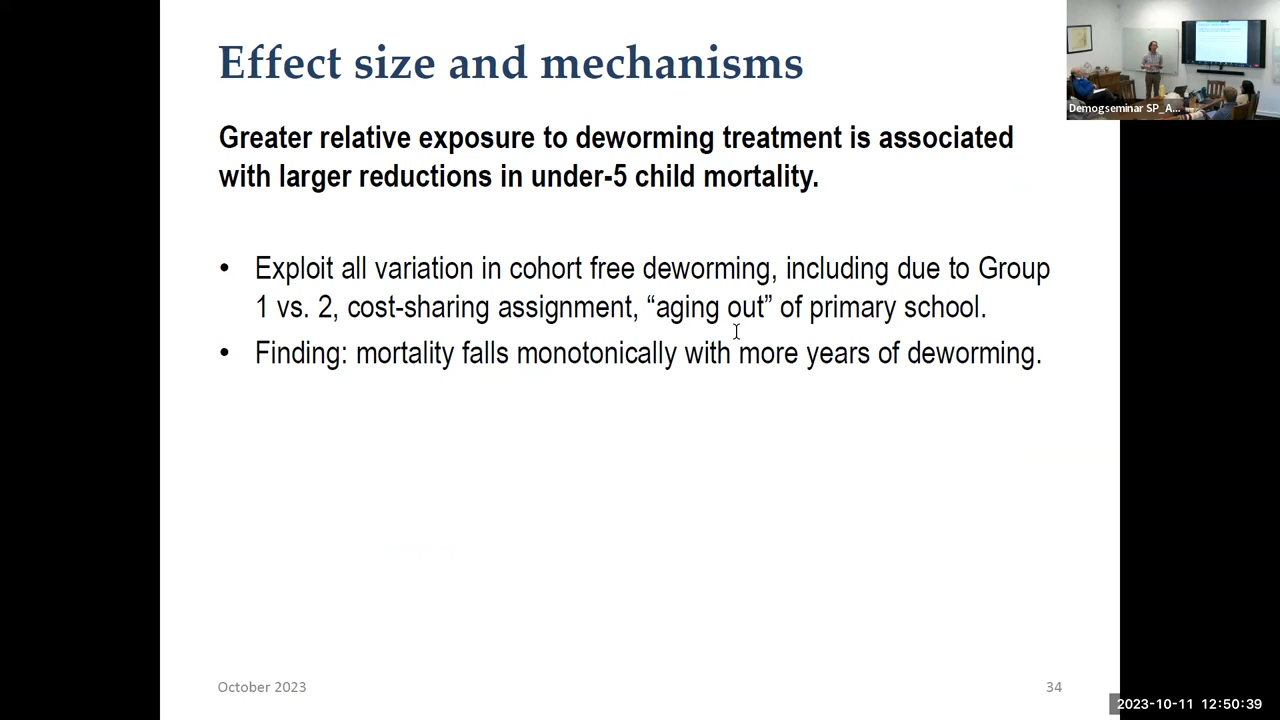 Effect size and mechanisms
Demogseminar SP_A...
Greater relative exposure to deworming treatment is associated
with larger reductions in under-5 child mortality.
• Exploit all variation in cohort free deworming, including due to Group
1 vs. 2, cost-sharing assignment, “aging out” of primary school.
• Finding: mortality falls monotonically with more years of deworming.
October 2023
34
2023-10-11 12:50:39